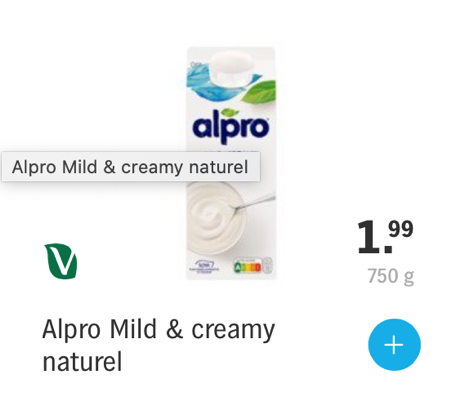 alpro
Alpro Mild & creamy naturel
A
V
1.99
750 g
Alpro Mild & creamy
naturel
+